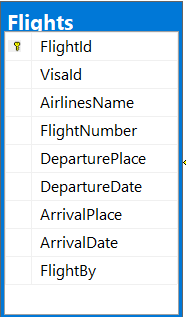 Flights
FlightId
VisaId
AirlinesName
FlightNumber
DeparturePlace
DepartureDate
ArrivalPlace
ArrivalDate
FlightBy